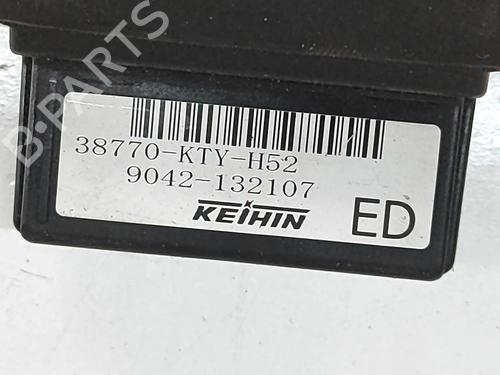 B-PARTS
38770-KTY-H52
9042-132107
KEIHIN
ED